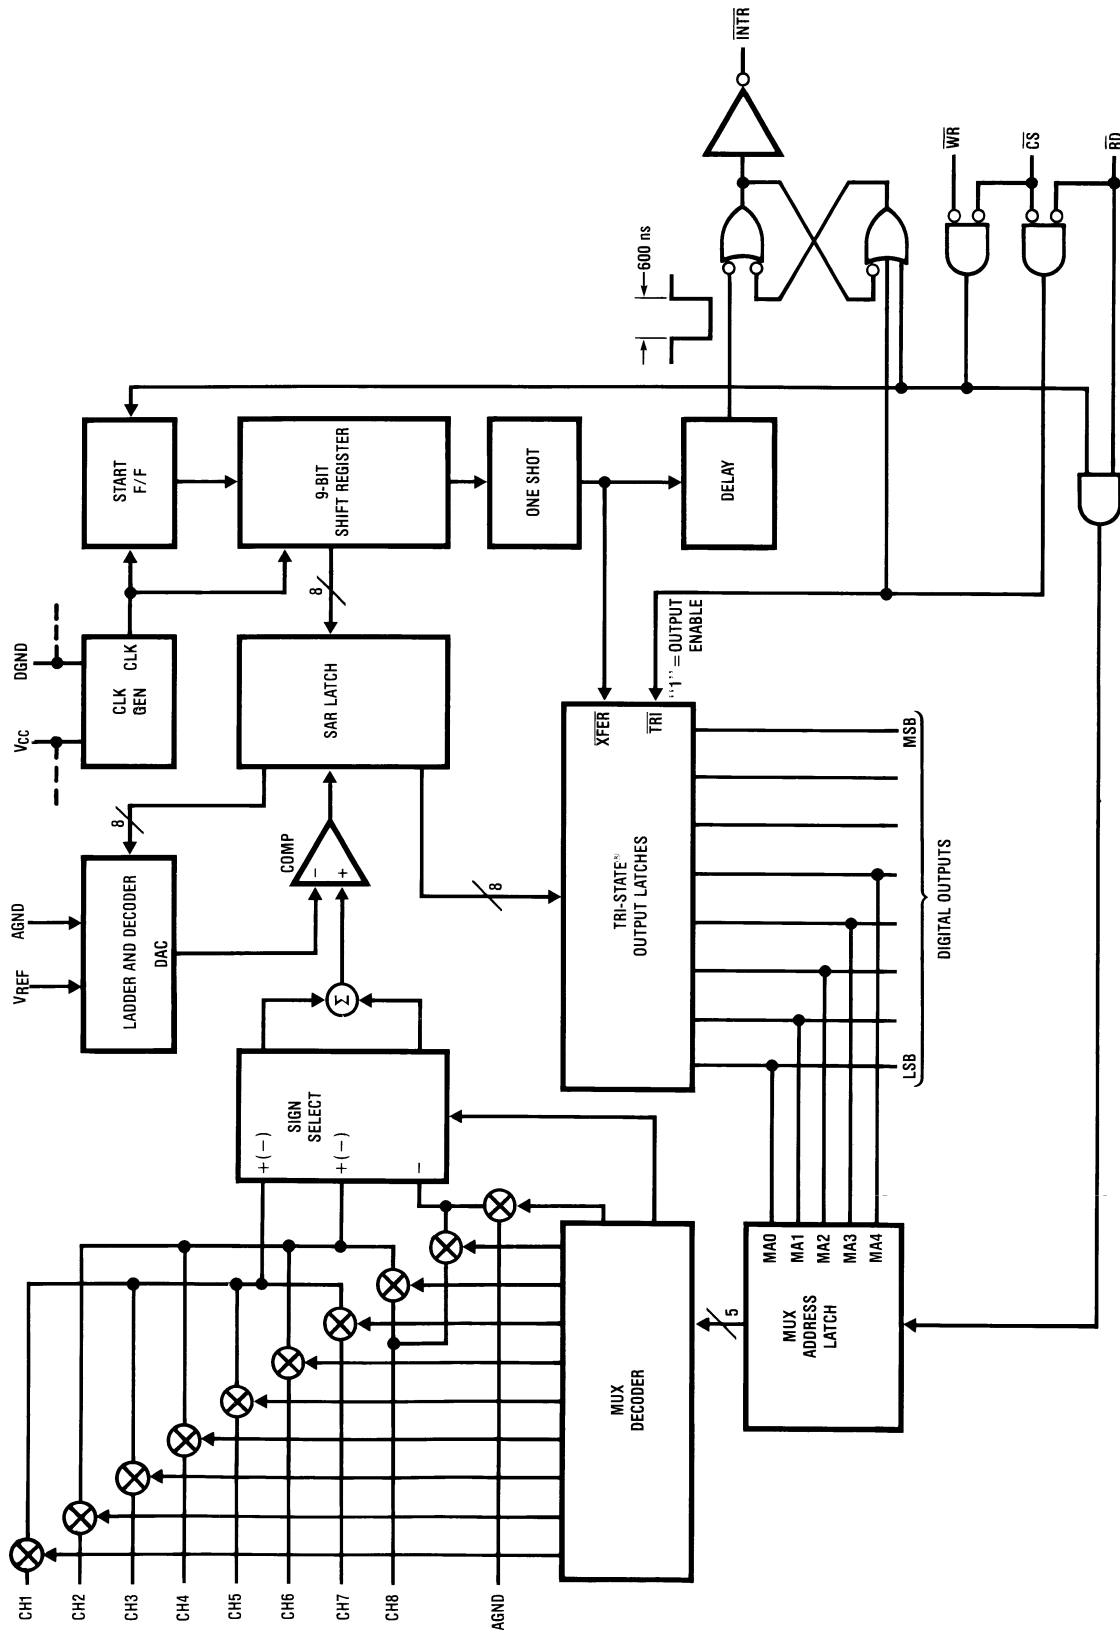 CH1
CH2
CH3
CH4
CH5
CH6
CH7
CH8
AGND
VREF
AGND
VCC
DGND
LADDER AND DECODER
DAC
8
CLK
GEN
CLK
START
F/F
+(−)
SIGN
SELECT
+(−)
−
Σ
COMP
−
+
SAR LATCH
8
9-BIT
SHIFT REGISTER
8
ONE SHOT
MUX
DECODER
TRI-STATE®
OUTPUT LATCHES
XFER
TRI
“1” = OUTPUT
ENABLE
DELAY
600 ns
INTR
5
MUX
ADDRESS
LATCH
MA0
MA1
MA2
MA3
MA4
LSB
MSB
DIGITAL OUTPUTS
WR
CS
RD